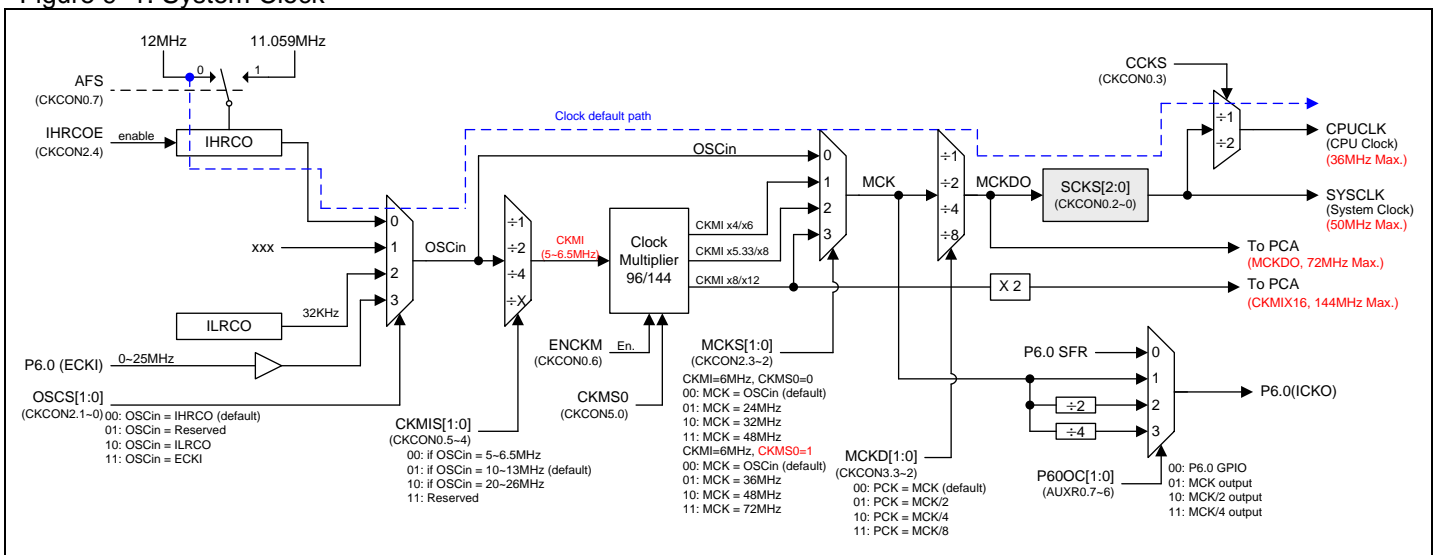 12MHz 11.059MHz
0 1
AFS
(CKCON0.7)
IHRCOE enable
(CKCON2.4)
IHRCO
Clock default path
CCKS
(CKCON0.3)
÷1
÷2
CPUCLK
(CPU Clock)
(36MHz Max.)
SYSCLK
(System Clock)
(50MHz Max.)
To PCA
(MCKDO, 72MHz Max.)
To PCA
(CKMIX16, 144MHz Max.)
0
1
2
3
xxx
OSCin
ILRCO
32KHz
P6.0 (ECKI) 0~25MHz
OSCS[1:0]
(CKCON2.1~0)
00: OSCin = IHRCO (default)
01: OSCin = Reserved
10: OSCin = ILRCO
11: OSCin = ECKI
÷1
÷2
÷4
÷X
CKMI
(5~6.5MHz)
CKMIS[1:0]
(CKCON0.5~4)
00: if OSCin = 5~6.5MHz
01: if OSCin = 10~13MHz (default)
10: if OSCin = 20~26MHz
11: Reserved
Clock
Multiplier
96/144
ENCKM En.
(CKCON0.6)
CKMS0
(CKCON5.0)
OSCin
CKMI x4/x6
CKMI x5.33/x8
CKMI x8/x12
0
1
2
3
MCK
MCKS[1:0]
(CKCON2.3~2)
CKMI=6MHz, CKMS0=0
00: MCK = OSCin (default)
01: MCK = 24MHz
10: MCK = 32MHz
11: MCK = 48MHz
CKMI=6MHz, CKMS0=1
00: MCK = OSCin (default)
01: MCK = 36MHz
10: MCK = 48MHz
11: MCK = 72MHz
÷1
÷2
÷4
÷8
MCKDO
SCKS[2:0]
(CKCON0.2~0)
X 2
MCKD[1:0]
(CKCON3.3~2)
00: PCK = MCK (default)
01: PCK = MCK/2
10: PCK = MCK/4
11: PCK = MCK/8
P6.0 SFR
÷2
÷4
0
1
2
3
P6.0(ICKO)
P60OC[1:0]
(AUXR0.7~6)
00: P6.0 GPIO
01: MCK output
10: MCK/2 output
11: MCK/4 output